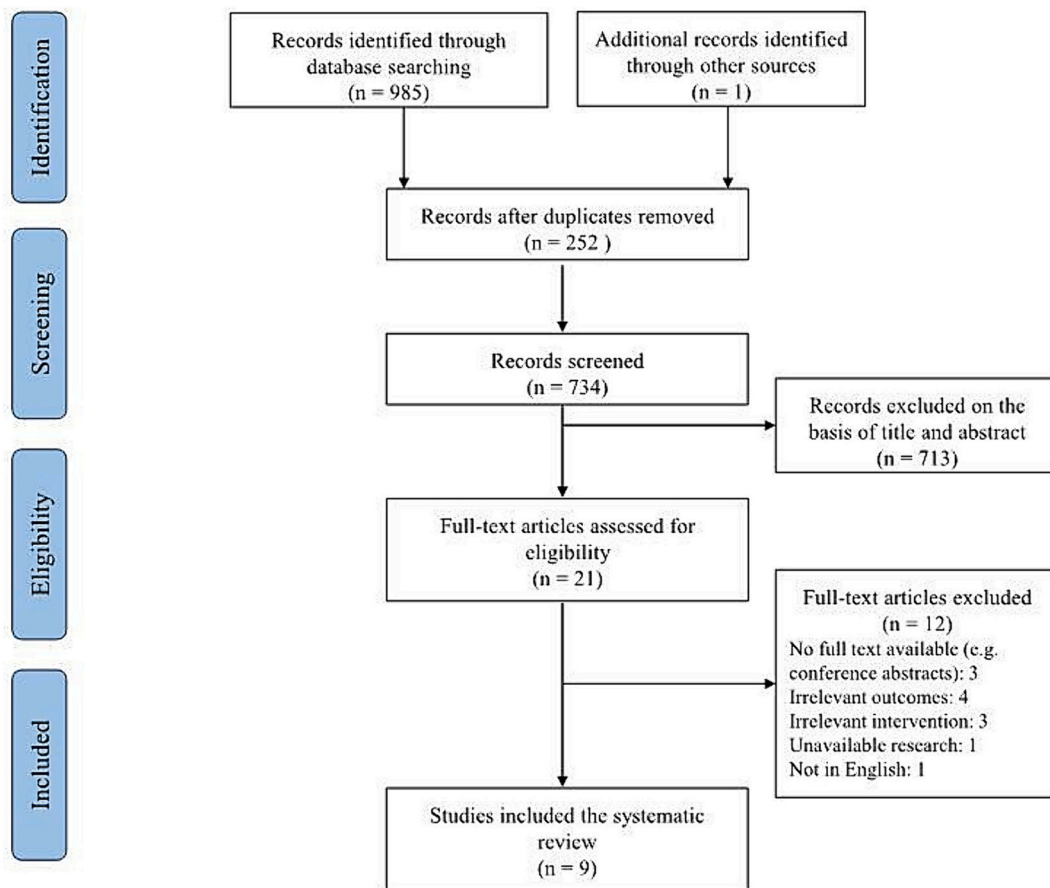 Identification
Records identified through
database searching
(n = 985)
Additional records identified
through other sources
(n = 1)
Records after duplicates removed
(n = 252 )
Screening
Records screened
(n = 734)
Records excluded on the
basis of title and abstract
(n = 713)
Eligibility
Full-text articles assessed for
eligibility
(n = 21)
Full-text articles excluded
(n = 12)
No full text available (e.g.
conference abstracts): 3
Irrelevant outcomes: 4
Irrelevant intervention: 3
Unavailable research: 1
Not in English: 1
Included
Studies included the systematic
review
(n = 9)